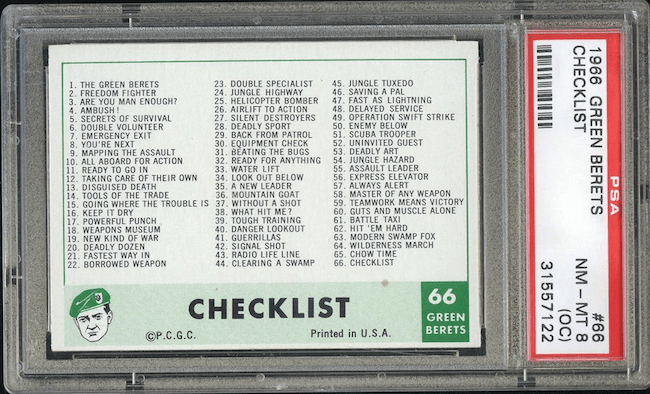 1. THE GREEN BERETS
2. FREEDOM FIGHTER
3. ARE YOU MAN ENOUGH?
4. AMBUSH!
5. SECRETS OF SURVIVAL
6. DOUBLE VOLUNTEER
7. EMERGENCY EXIT
8. YOU'RE NEXT
9. MAPPING THE ASSAULT
10. ALL ABOARD FOR ACTION
11. READY TO GO IN
12. TAKING CARE OF THEIR OWN
13. DISGUISED DEATH
14. TOOLS OF THE TRADE
15. GOING WHERE THE TROUBLE IS
16. KEEP IT DRY
17. POWERFUL PUNCH
18. WEAPONS MUSEUM
19. NEW KIND OF WAR
20. DEADLY DOZEN
21. FASTEST WAY IN
22. BORROWED WEAPON
23. DOUBLE SPECIALIST
24. JUNGLE HIGHWAY
25. HELICOPTER BOMBER
26. AIRLIFT TO ACTION
27. SILENT DESTROYERS
28. DEADLY SPORT
29. BACK FROM PATROL
30. EQUIPMENT CHECK
31. BEATING THE BUGS
32. READY FOR ANYTHING
33. WATER LIFT
34. LOOK OUT BELOW
35. A NEW LEADER
36. MOUNTAIN GOAT
37. WITHOUT A SHOT
38. WHAT HIT ME?
39. TOUGH TRAINING
40. DANGER LOOKOUT
41. GUERRILLAS
42. SIGNAL SHOT
43. RADIO LIFE LINE
44. CLEARING A SWAMP
45. JUNGLE TUXEDO
46. SAVING A PAL
47. FAST AS LIGHTNING
48. DELAYED SERVICE
49. OPERATION SWIFT STRIKE
50. ENEMY BELOW
51. SCUBA TROOPER
52. UNINVITED GUEST
53. DEADLY ART
54. JUNGLE HAZARD
55. ASSAULT LEADER
56. EXPRESS ELEVATOR
57. ALWAYS ALERT
58. MASTER OF ANY WEAPON
59. TEAMWORK MEANS VICTORY
60. GUTS AND MUSCLE ALONE
61. BATTLE TAXI
62. HIT 'EM HARD
63. MODERN SWAMP FOX
64. WILDERNESS MARCH
65. CHOW TIME
66. CHECKLIST
CHECKLIST
©P.C.G.C. Printed in U.S.A.
66
GREEN
BERETS
1966 GREEN BERETS
CHECKLIST
PSA
#66
NM - MT 8
(OC)
31557122